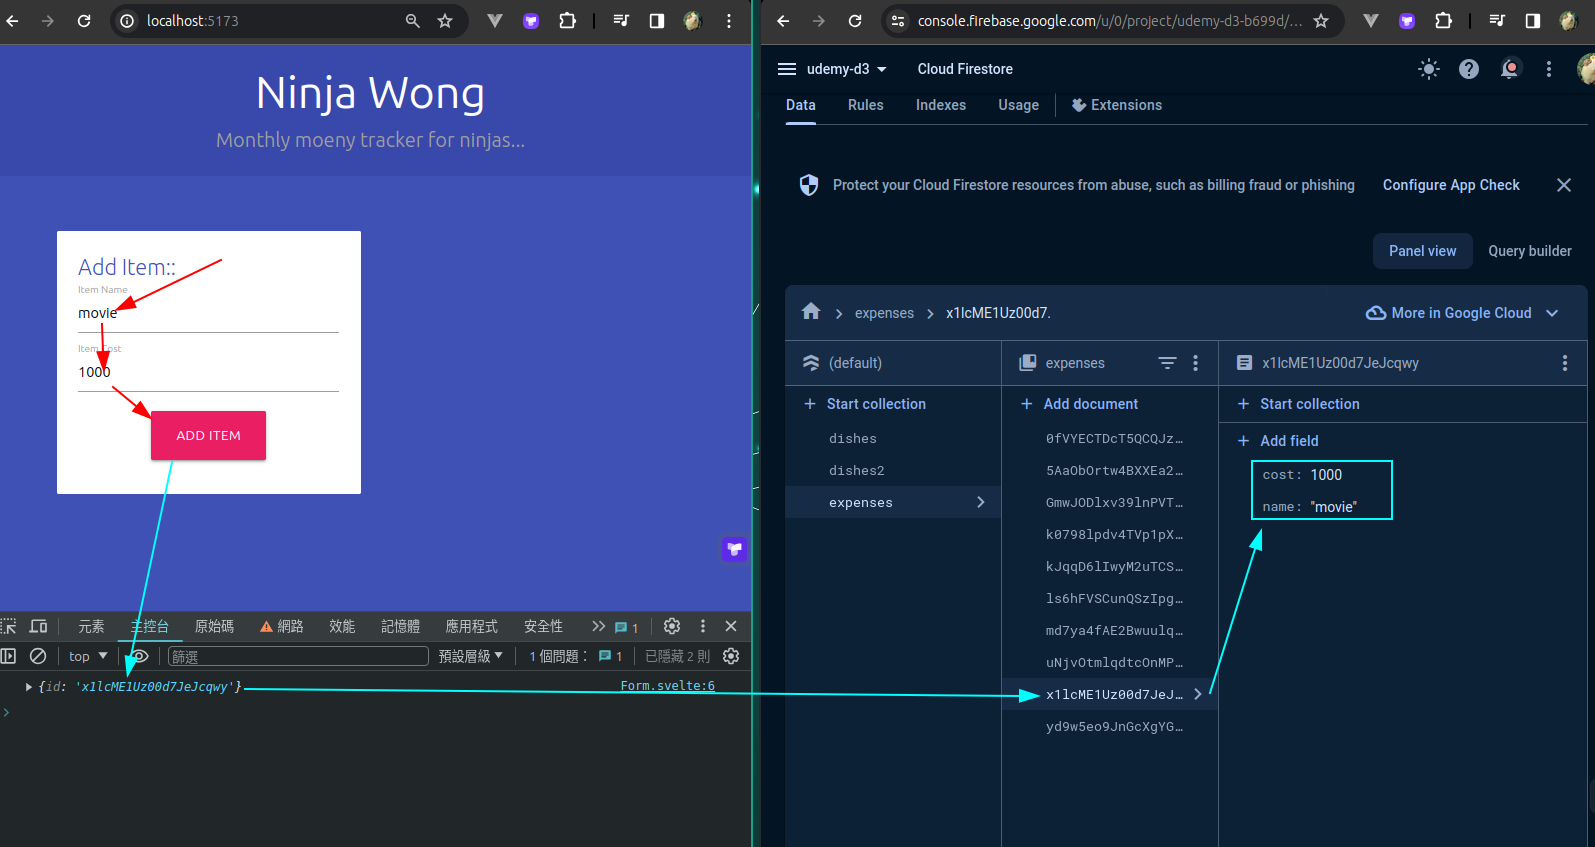 localhost:5173
Ninja Wong
Monthly moeny tracker for ninjas...
Add Item::
Item Name
movie
Item Cost
1000
ADD ITEM
元素
主控台
原始碼
網路
效能
記憶體
應用程式
安全性
1
top
篩選
預設層級
1 個問題：
1
已隱藏 2 則
{id: 'x1lcME1Uz00d7JeJcqwy'}
Form.svelte:6
console.firebase.google.com/u/0/project/udemy-d3-b699d/...
udemy-d3
Cloud Firestore
Data
Rules
Indexes
Usage
Extensions
Protect your Cloud Firestore resources from abuse, such as billing fraud or phishing
Configure App Check
Panel view
Query builder
expenses
x1lcME1Uz00d7.
More in Google Cloud
(default)
Start collection
dishes
dishes2
expenses
expenses
Add document
0fVYECTDcT5QCQJz…
5AaObOrtw4BXXEa2…
GmwJODlxv39lnPVT…
k0798lpdv4TVp1pX…
kJqqD6lIwyM2uTCS…
ls6hFVSCunQSzIpg…
md7ya4fAE2Bwuulq…
uNjvOtmlqdtcOnMP…
x1lcME1Uz00d7JeJ…
yd9w5eo9JnGcXgYG…
x1lcME1Uz00d7JeJcqwy
Start collection
Add field
cost: 1000
name: "movie"